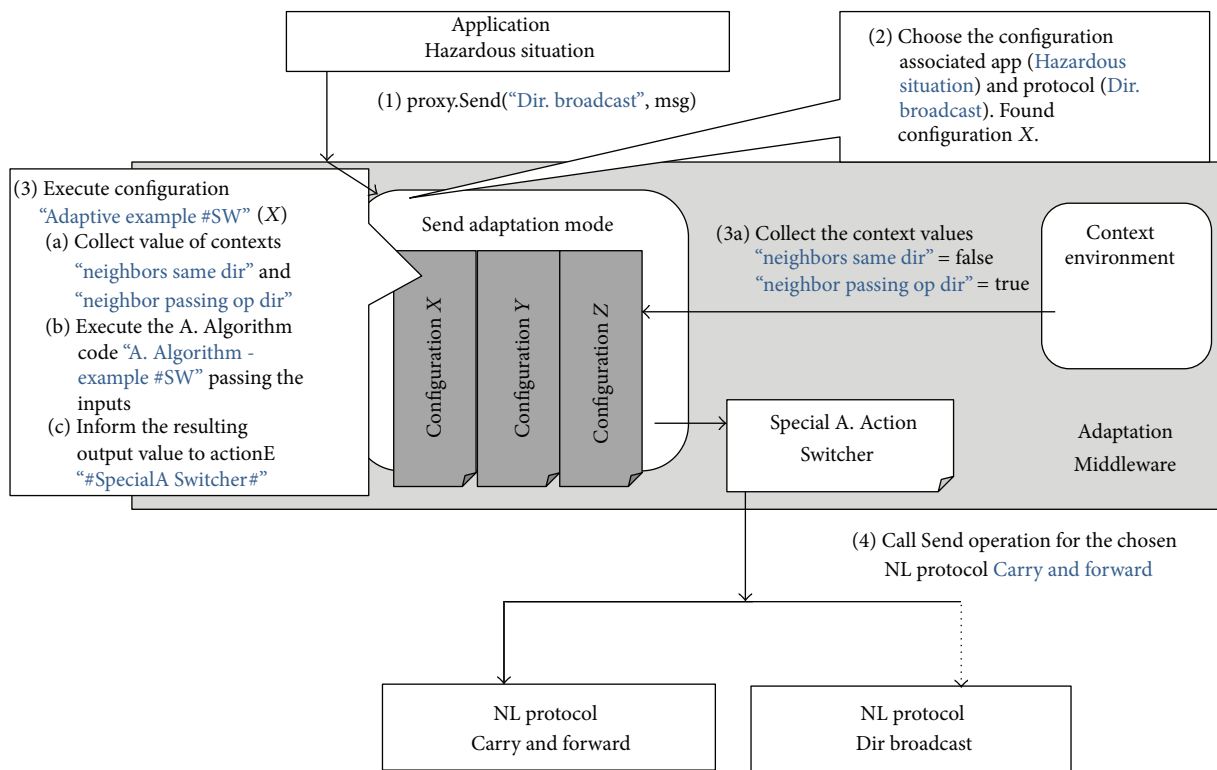 Application
Hazardous situation
(1) proxy.Send(“Dir. broadcast”, msg)
(2) Choose the configuration
associated app (Hazardous
situation) and protocol (Dir.
broadcast). Found
configuration X.
(3) Execute configuration
“Adaptive example #SW” (X)
(a) Collect value of contexts
“neighbors same dir” and
“neighbor passing op dir”
(b) Execute the A. Algorithm
code “A. Algorithm -
example #SW” passing the
inputs
(c) Inform the resulting
output value to actionE
“#SpecialA Switcher#”
Send adaptation mode
Configuration X
Configuration Y
Configuration Z
(3a) Collect the context values
“neighbors same dir” = false
“neighbor passing op dir” = true
Context
environment
Special A. Action
Switcher
Adaptation
Middleware
(4) Call Send operation for the chosen
NL protocol Carry and forward
NL protocol
Carry and forward
NL protocol
Dir broadcast